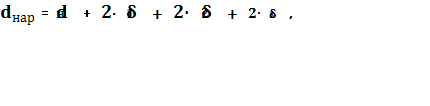 dнар = d + 2· δ + 2· δ + 2· δ ,